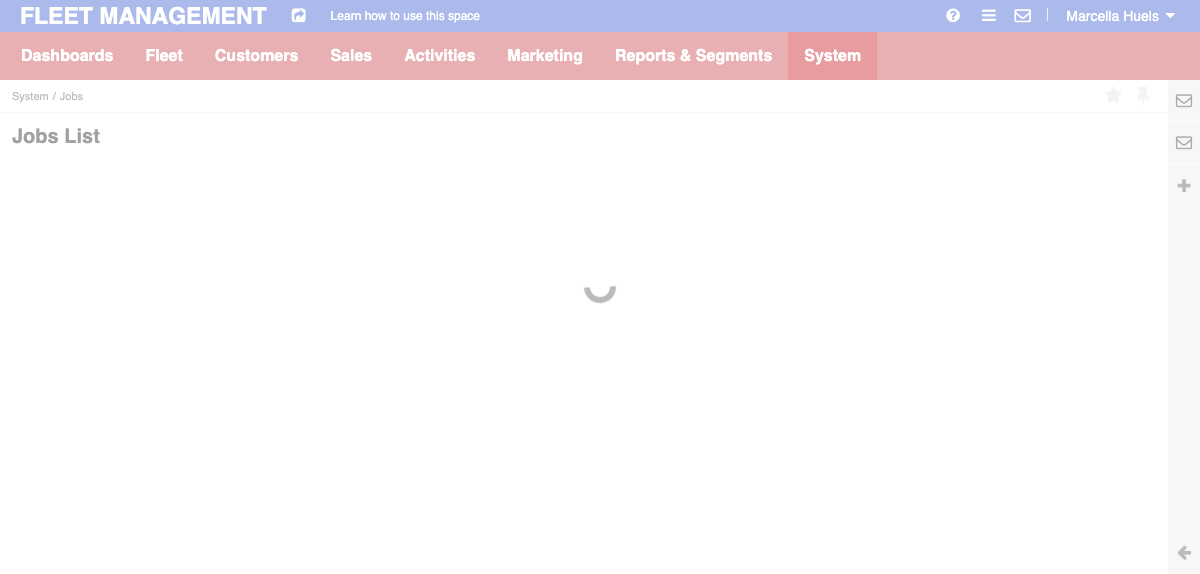 FLEET MANAGEMENT Learn how to use this space Marcella Huels
Dashboards Fleet Customers Sales Activities Marketing Reports & Segments System
System / Jobs
Jobs List